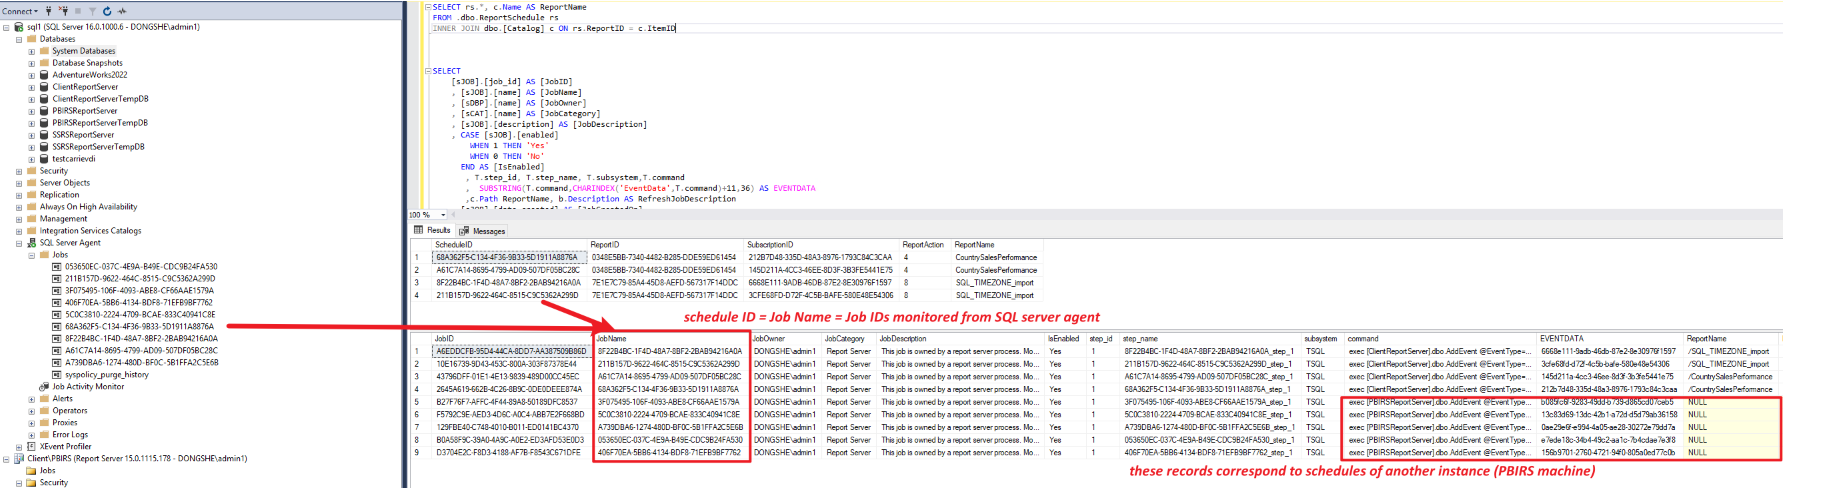 Connect
sql1 (SQL Server 16.0.1000.6 - DONGSHE\admin1)
Databases
System Databases
Database Snapshots
AdventureWorks2022
ClientReportServer
ClientReportServerTempDB
PBIRSReportServer
PBIRSReportServerTempDB
SSRSReportServer
SSRSReportServerTempDB
testcarrievdi
Security
Server Objects
Replication
Always On High Availability
Management
Integration Services Catalogs
SQL Server Agent
Jobs
053650EC-037C-4E9A-B49E-CDC9B24FA530
211B157D-9622-464C-8515-C9C5362A299D
3F075495-106F-4093-ABE8-CF66AAE1579A
406F70EA-5BB6-4134-BDF8-71EFB9BF7762
5C0C3810-2224-4709-BCAE-833C40941C8E
68A362F5-C134-4F36-9B33-5D1911A8876A
8F22B4BC-1F4D-48A7-8BF2-2BAB94216A0A
A61C7A14-8695-4799-AD09-507DF05BC28C
A739DBA6-1274-480D-BF0C-5B1FFA2C5E6B
syspolicy_purge_history
Job Activity Monitor
Alerts
Operators
Proxies
Error Logs
XEvent Profiler
Client\PBIRS (Report Server 15.0.1115.178 - DONGSHE\admin1)
Jobs
Security
SELECT rs.*, c.Name AS ReportName
FROM .dbo.ReportSchedule rs
INNER JOIN dbo.[Catalog] c ON rs.ReportID = c.ItemID
SELECT
[sJOB].[job_id] AS [JobID]
, [sJOB].[name] AS [JobName]
, [sDBP].[name] AS [JobOwner]
, [sCAT].[name] AS [JobCategory]
, [sJOB].[description] AS [JobDescription]
, CASE [sJOB].[enabled]
WHEN 1 THEN 'Yes'
WHEN 0 THEN 'No'
END AS [IsEnabled]
, T.step_id, T.step_name, T.subsystem,T.command
, SUBSTRING(T.command,CHARINDEX('EventData',T.command)+11,36) AS EVENTDATA
,c.Path ReportName, b.Description AS RefreshJobDescription
100 %
Results Messages
ScheduleID ReportID SubscriptionID ReportAction ReportName
1 68A362F5-C134-4F36-9B33-5D1911A8876A 0348E5BB-7340-4482-B285-DDE59ED61454 212B7D48-335D-48A3-8976-1793C84C3CAA 4 CountrySalesPerformance
2 A61C7A14-8695-4799-AD09-507DF05BC28C 0348E5BB-7340-4482-B285-DDE59ED61454 145D211A-4CC3-46EE-8D3F-3B3FE5441E75 4 CountrySalesPerformance
3 8F22B4BC-1F4D-48A7-8BF2-2BAB94216A0A 7E1E7C79-85A4-45D8-AEFD-567317F14DDC 6668E111-9ADB-46DB-87E2-8E30976F1597 8 SQL_TIMEZONE_import
4 211B157D-9622-464C-8515-C9C5362A299D 7E1E7C79-85A4-45D8-AEFD-567317F14DDC 3CFE68FD-D72F-4C5B-BAFE-580E48E54306 8 SQL_TIMEZONE_import
schedule ID = Job Name = Job IDs monitored from SQL server agent
JobID JobName JobOwner JobCategory JobDescription IsEnabled step_id step_name subsystem command EVENTDATA ReportName
1 A6EDDCFB-95D4-44CA-8DD7-AA387509B86D 8F22B4BC-1F4D-48A7-8BF2-2BAB94216A0A DONGSHE\admin1 Report Server This job is owned by a report server process. Mo... Yes 1 8F22B4BC-1F4D-48A7-8BF2-2BAB94216A0A_step_1 TSQL exec [ClientReportServer].dbo.AddEvent @EventType=... 6668e111-9adb-46db-87e2-8e30976f1597 /SQL_TIMEZONE_import
2 10E16739-9D43-453C-800A-303F87378E44 211B157D-9622-464C-8515-C9C5362A299D DONGSHE\admin1 Report Server This job is owned by a report server process. Mo... Yes 1 211B157D-9622-464C-8515-C9C5362A299D_step_1 TSQL exec [ClientReportServer].dbo.AddEvent @EventType=... 3cfe68fd-d72f-4c5b-bafe-580e48e54306 /SQL_TIMEZONE_import
3 43796DFF-01E1-4E13-9839-489D00CC45EC A61C7A14-8695-4799-AD09-507DF05BC28C DONGSHE\admin1 Report Server This job is owned by a report server process. Mo... Yes 1 A61C7A14-8695-4799-AD09-507DF05BC28C_step_1 TSQL exec [ClientReportServer].dbo.AddEvent @EventType=... 145d211a-4cc3-46ee-8d3f-3b3fe5441e75 /CountrySalesPerformance
4 2645A619-662B-4C26-8B9C-0DE0DEEE874A 68A362F5-C134-4F36-9B33-5D1911A8876A DONGSHE\admin1 Report Server This job is owned by a report server process. Mo... Yes 1 68A362F5-C134-4F36-9B33-5D1911A8876A_step_1 TSQL exec [ClientReportServer].dbo.AddEvent @EventType=... 212b7d48-335d-48a3-8976-1793c84c3caa /CountrySalesPerformance
5 B27F76F7-AFFC-4F44-89A8-50189DFC8537 3F075495-106F-4093-ABE8-CF66AAE1579A DONGSHE\admin1 Report Server This job is owned by a report server process. Mo... Yes 1 3F075495-106F-4093-ABE8-CF66AAE1579A_step_1 TSQL exec [PBIRSReportServer].dbo.AddEvent @EventType... b089fc6f-9283-49dd-b739-d865cd07ceb5 NULL
6 F5792C9E-AED3-4D6C-A0C4-ABB7E2F668BD 5C0C3810-2224-4709-BCAE-833C40941C8E DONGSHE\admin1 Report Server This job is owned by a report server process. Mo... Yes 1 5C0C3810-2224-4709-BCAE-833C40941C8E_step_1 TSQL exec [PBIRSReportServer].dbo.AddEvent @EventType... 13c83d69-13dc-42b1-a72d-d5d79ab36158 NULL
7 129FBE40-C748-4010-B011-ED0141BC4370 A739DBA6-1274-480D-BF0C-5B1FFA2C5E6B DONGSHE\admin1 Report Server This job is owned by a report server process. Mo... Yes 1 A739DBA6-1274-480D-BF0C-5B1FFA2C5E6B_step_1 TSQL exec [PBIRSReportServer].dbo.AddEvent @EventType... 0ae29e6f-e994-4a05-ae28-30272e79dd7a NULL
8 B0A58F9C-39A0-4A9C-A0E2-ED3AFD53E0D3 053650EC-037C-4E9A-B49E-CDC9B24FA530 DONGSHE\admin1 Report Server This job is owned by a report server process. Mo... Yes 1 053650EC-037C-4E9A-B49E-CDC9B24FA530_step_1 TSQL exec [PBIRSReportServer].dbo.AddEvent @EventType... e7ede18c-34b4-49c2-aa1c-7b4cdae7e3f8 NULL
9 D3704E2C-F8D3-4188-AF7B-F8543C671DFE 406F70EA-5BB6-4134-BDF8-71EFB9BF7762 DONGSHE\admin1 Report Server This job is owned by a report server process. Mo... Yes 1 406F70EA-5BB6-4134-BDF8-71EFB9BF7762_step_1 TSQL exec [PBIRSReportServer].dbo.AddEvent @EventType... 156b9701-2760-4721-94f0-805a0ed77c0b NULL
these records correspond to schedules of another instance (PBIRS machine)